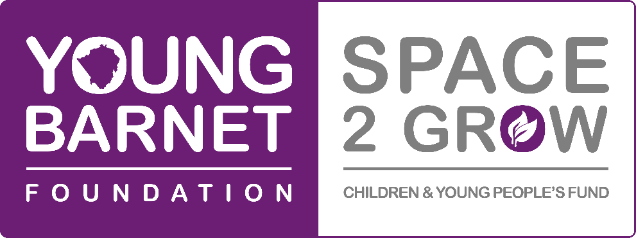 YOUNG
BARNET
FOUNDATION
SPACE
2 GROW
CHILDREN & YOUNG PEOPLE'S FUND